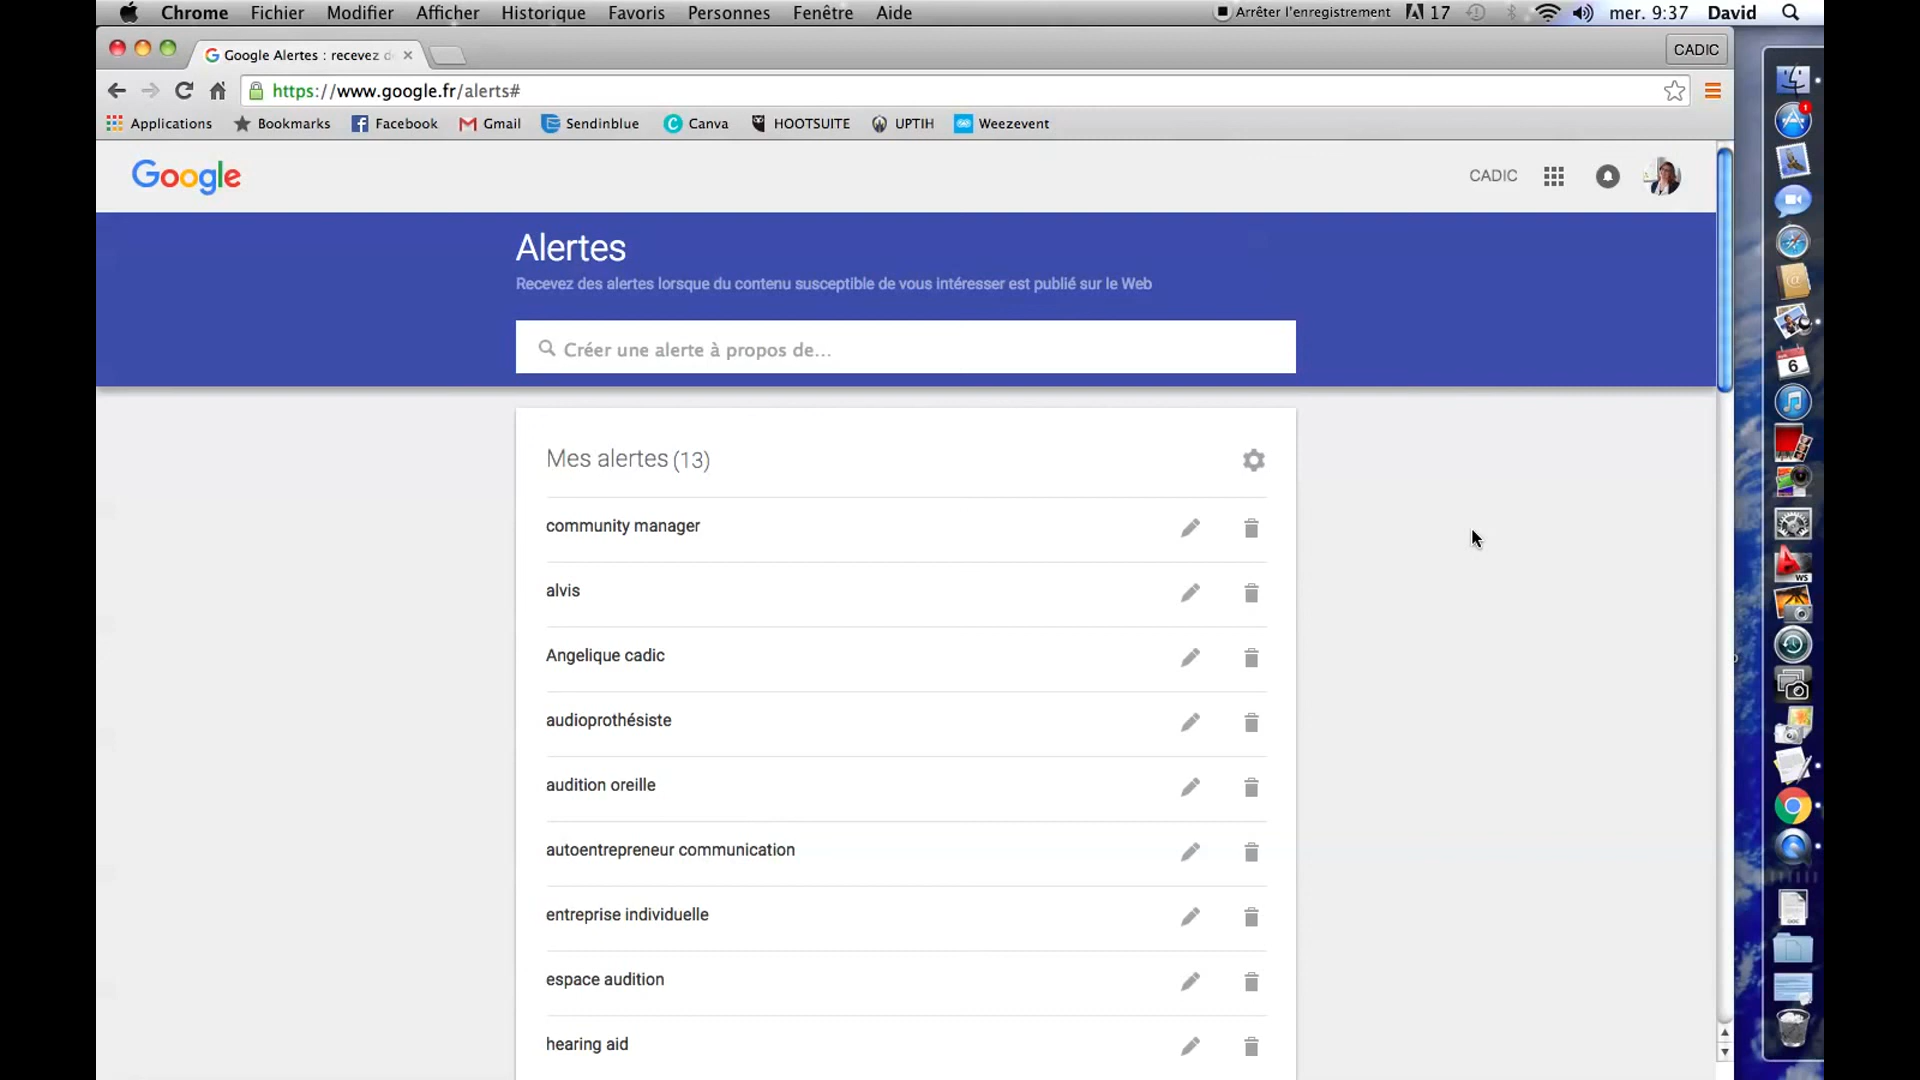 Chrome Fichier Modifier Afficher Historique Favoris Personnes Fenêtre Aide Arrêter l'enregistrement 17 mer. 9:37 David
Google Alertes : recevez d
CADIC
https://www.google.fr/alerts#
Applications Bookmarks Facebook Gmail Sendinblue Canva HOOTSUITE UPTIH Weezevent
Google
CADIC
Alertes
Recevez des alertes lorsque du contenu susceptible de vous intéresser est publié sur le Web
Créer une alerte à propos de...
Mes alertes (13)
community manager
alvis
Angelique cadic
audioprothésiste
audition oreille
autoentrepreneur communication
entreprise individuelle
espace audition
hearing aid
1
6
WS